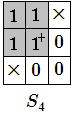 1 1 ×
1 1⁺ 0
× 0 0
S₄